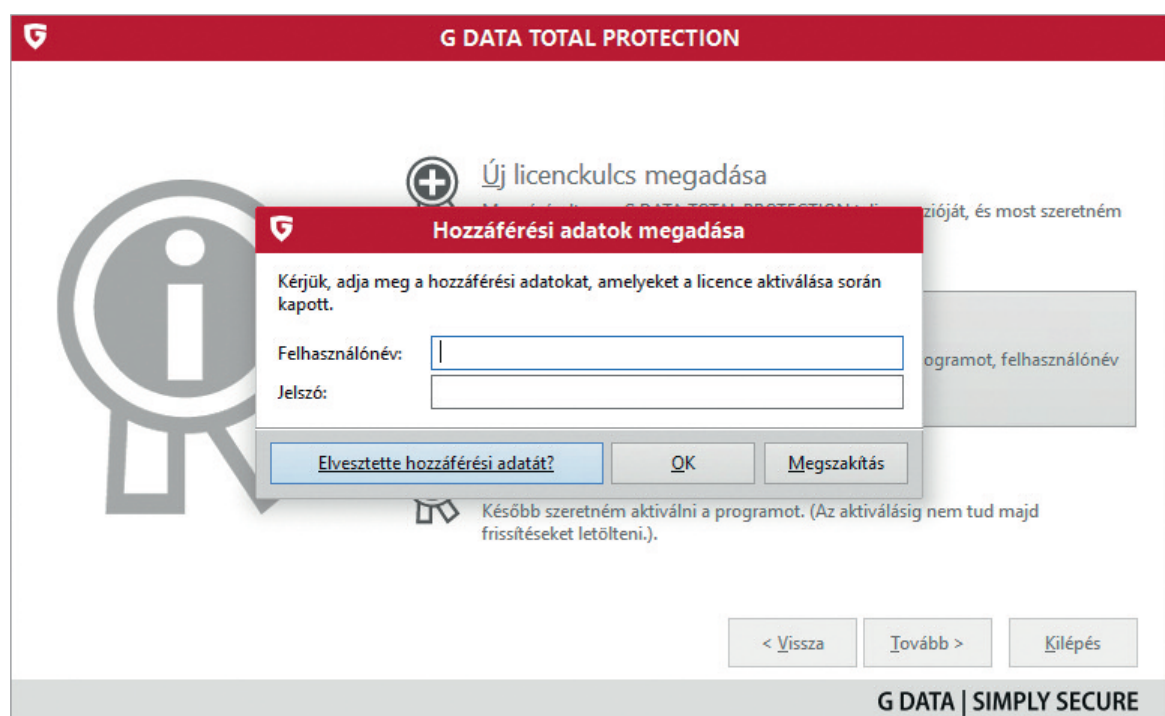 G DATA TOTAL PROTECTION
Új licenckulcs megadása
és most szeretném
Hozzáférési adatok megadása
Kérjük, adja meg a hozzáférési adatokat, amelyeket a licence aktiválása során
kapott.
Felhasználónév:
Jelszó:
felhasználónév
Elvesztette hozzáférési adatát?
OK
Megszakítás
Később szeretném aktiválni a programot. (Az aktiválásig nem tud majd
frissítéseket letölteni.).
< Vissza
Tovább >
Kilépés
G DATA | SIMPLY SECURE